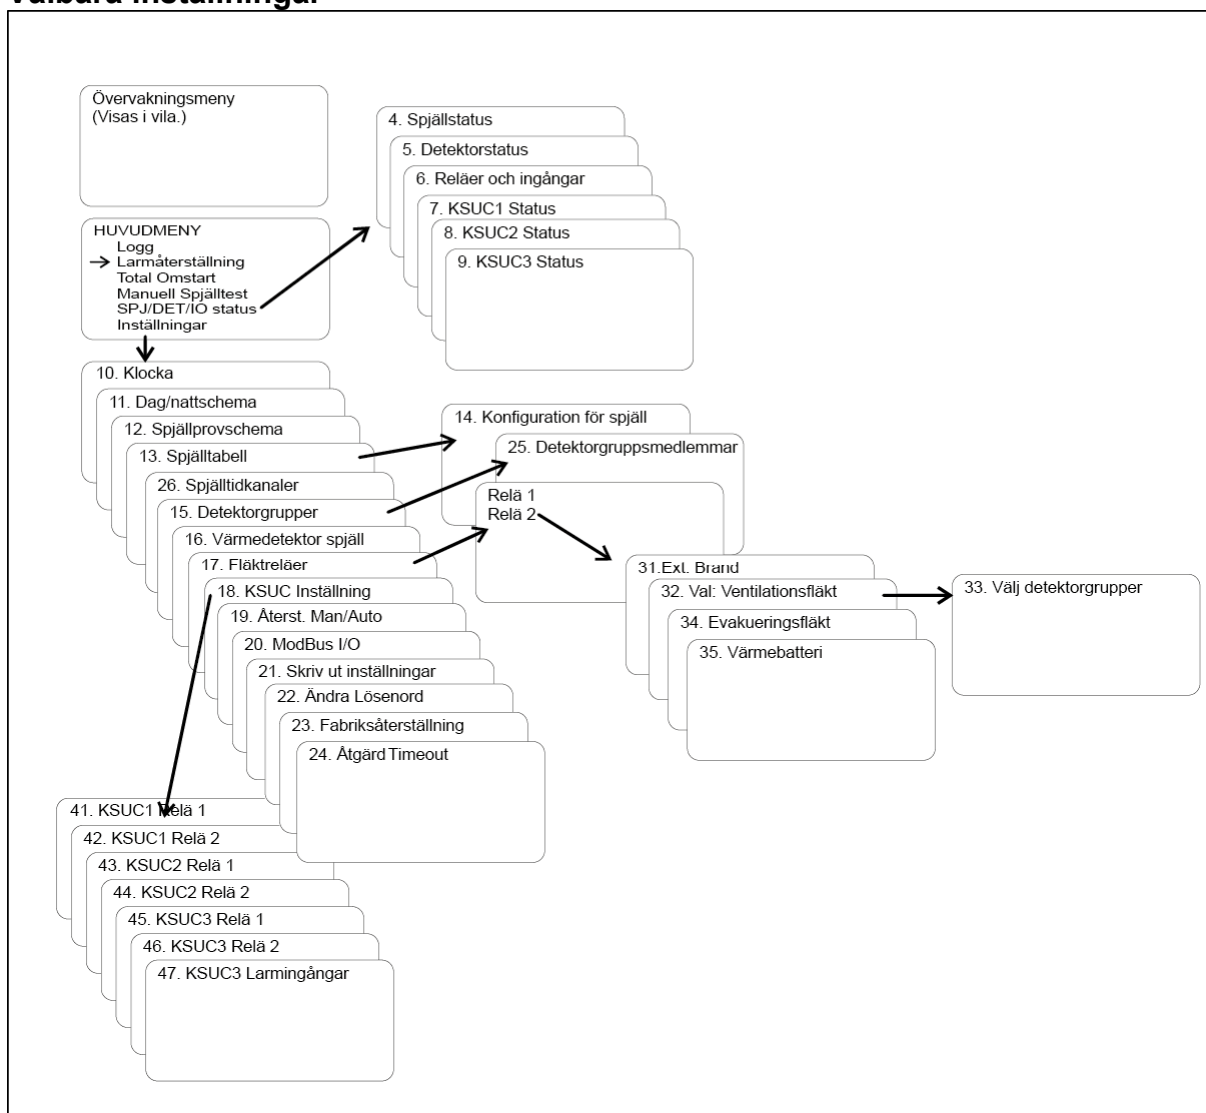 Valbara inställningar
Övervakningsmeny
(Visas i vila.)
HUVUDMENY
Logg
Larmåterställning
Total Omstart
Manuell Spjälltest
SPJ/DET/IO status
Inställningar
4. Spjällstatus
5. Detektorstatus
6. Reläer och ingångar
7. KSUC1 Status
8. KSUC2 Status
9. KSUC3 Status
10. Klocka
11. Dag/nattschema
12. Spjällprovschema
13. Spjälltabell
26. Spjälltidkanaler
15. Detektorgrupper
16. Värmedetektor spjäll
17. Fläktreläer
18. KSUC Inställning
19. Återst. Man/Auto
20. ModBus I/O
21. Skriv ut inställningar
22. Ändra Lösenord
23. Fabriksåterställning
24. Åtgärd Timeout
14. Konfiguration för spjäll
25. Detektorgruppsmedlemmar
Relä 1
Relä 2
31.Ext. Brand
32. Val: Ventilationsfläkt
34. Evakueringsfläkt
35. Värmebatteri
33. Välj detektorgrupper
41. KSUC1 Relä 1
42. KSUC1 Relä 2
43. KSUC2 Relä 1
44. KSUC2 Relä 2
45. KSUC3 Relä 1
46. KSUC3 Relä 2
47. KSUC3 Larmingångar